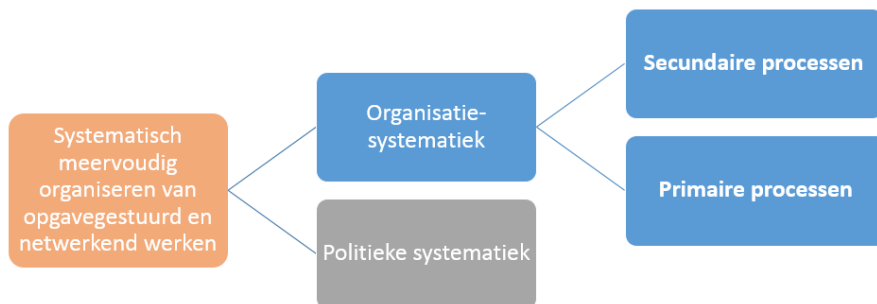 Systematisch
meervoudig
organiseren van
opgavegestuurd en
netwerkend werken
Organisatie-
systematiek
Politieke systematiek
Secundaire processen
Primaire processen